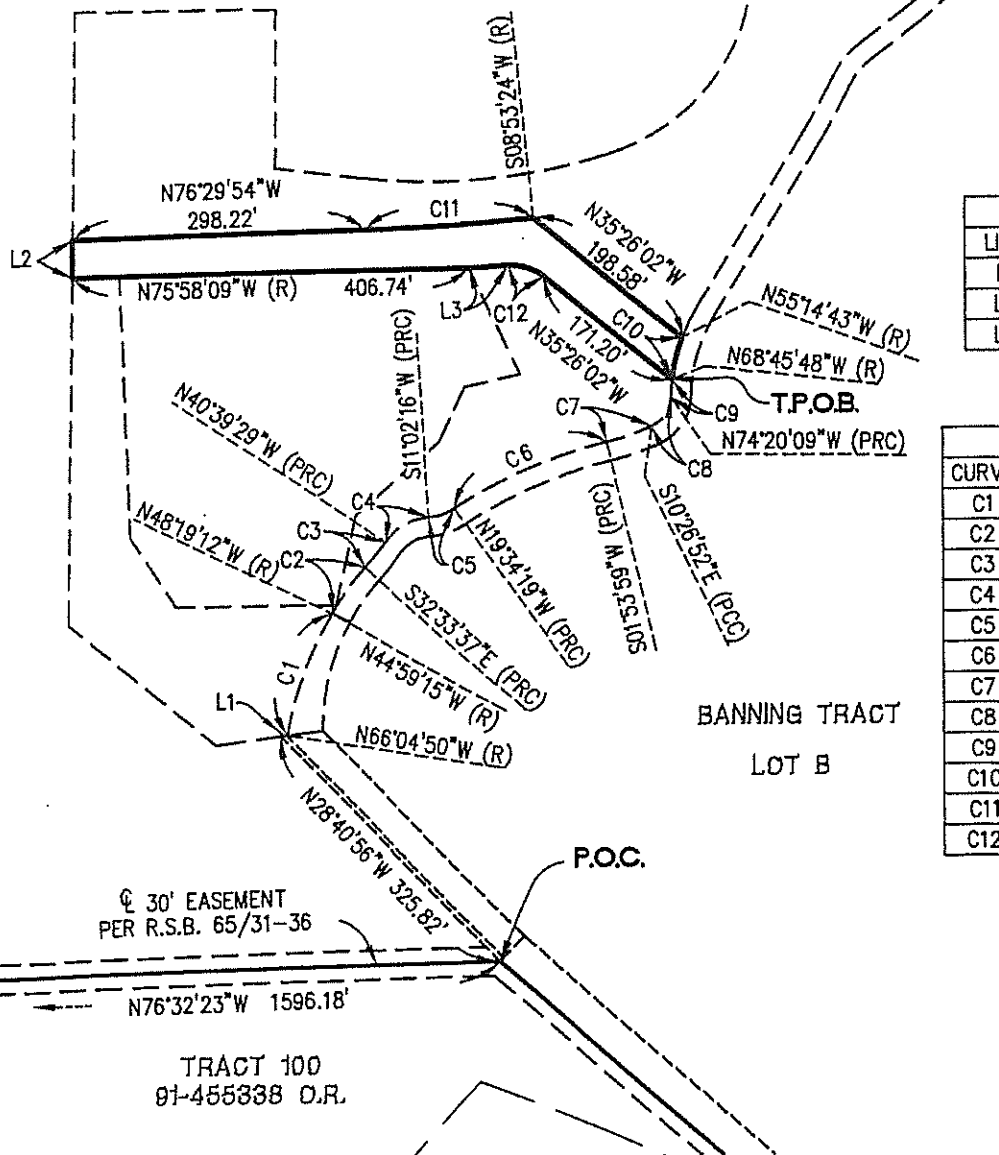 S08°53'24"W (R)
N76°29'54"W
298.22'
C11
N35°26'02"W
198.58'
L2
N75°58'09"W (R)
406.74'
L3
C12
C10
171.20'
N35°26'02"W
N55°14'43"W (R)
N68°45'48"W (R)
T.P.O.B.
C9
N74°20'09"W (PRC)
N40°39'29"W (PRC)
S11°02'16"W (PRC)
C7
C6
C8
C4
C3
C5
N48°19'12"W (R)
C2
N19°34'19"W (PRC)
S01°53'59"W (PRC)
S10°26'52"E (PCC)
S32°33'37"E (PRC)
N44°59'15"W (R)
C1
L1
N66°04'50"W (R)
BANNING TRACT
LOT B
N28°40'56"W 325.82'
P.O.C.
℄ 30' EASEMENT
PER R.S.B. 65/31-36
N76°32'23"W 1596.18'
TRACT 100
91-455338 O.R.
LI
L
L
CURV
C1
C2
C3
C4
C5
C6
C7
C8
C9
C10
C11
C12